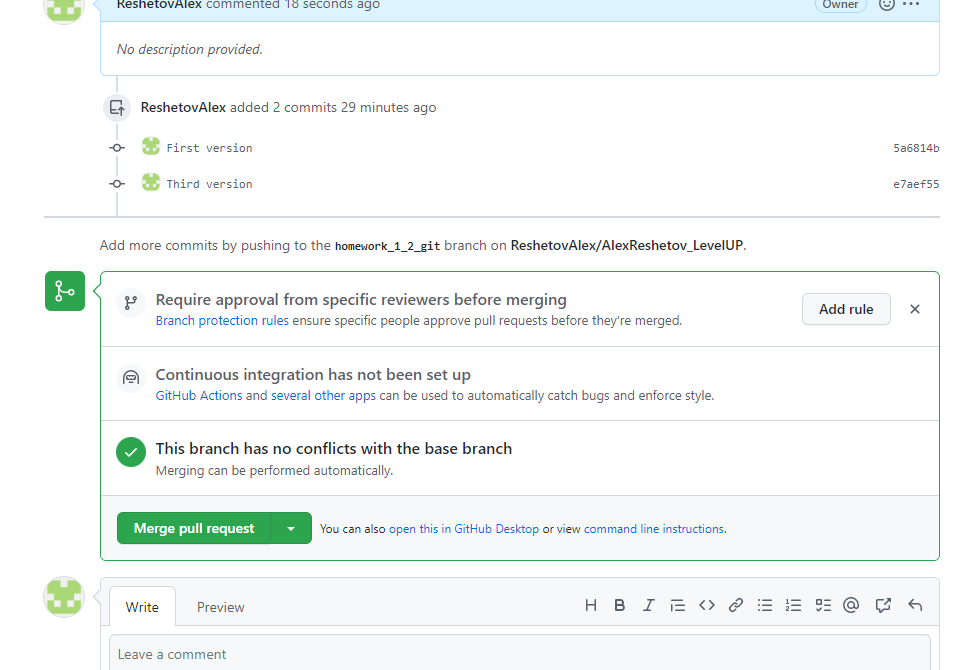 ReshetovAlex commented 18 seconds ago Owner
No description provided.
ReshetovAlex added 2 commits 29 minutes ago
First version 5a6814b
Third version e7aef55
Add more commits by pushing to the homework_1_2_git branch on ReshetovAlex/AlexReshetov_LevelUP.
Require approval from specific reviewers before merging
Branch protection rules ensure specific people approve pull requests before they're merged.
Add rule
Continuous integration has not been set up
GitHub Actions and several other apps can be used to automatically catch bugs and enforce style.
This branch has no conflicts with the base branch
Merging can be performed automatically.
Merge pull request You can also open this in GitHub Desktop or view command line instructions.
Write Preview
Leave a comment